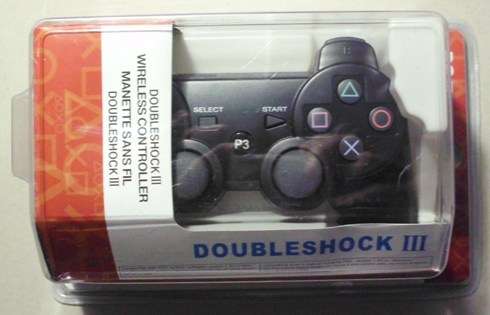 DOUBLESHOCK III
WIRELESS CONTROLLER
MANETTE SANS FIL
DOUBLESHOCK III
SELECT
START
P3
DOUBLESHOCK III